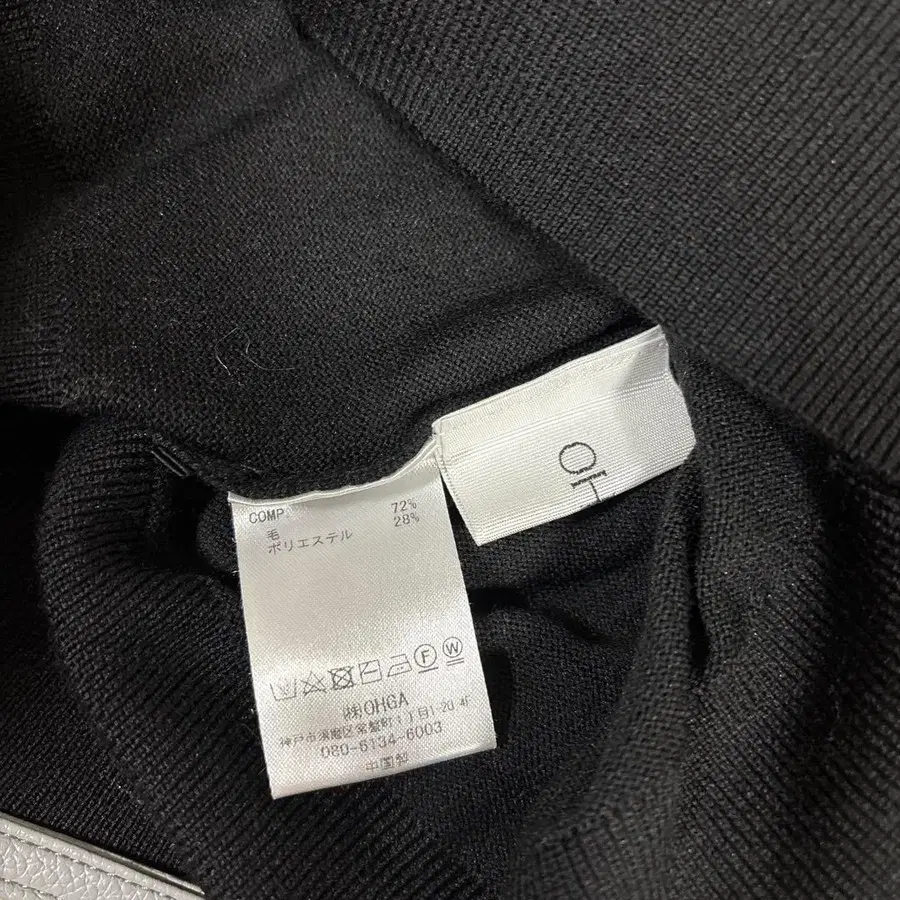 COMP.
毛 72%
ポリエステル 28%
F W
(株)OHGA
神戸市須磨区常盤町1丁目1-20 4F
080-6134-6003
中国製
OH